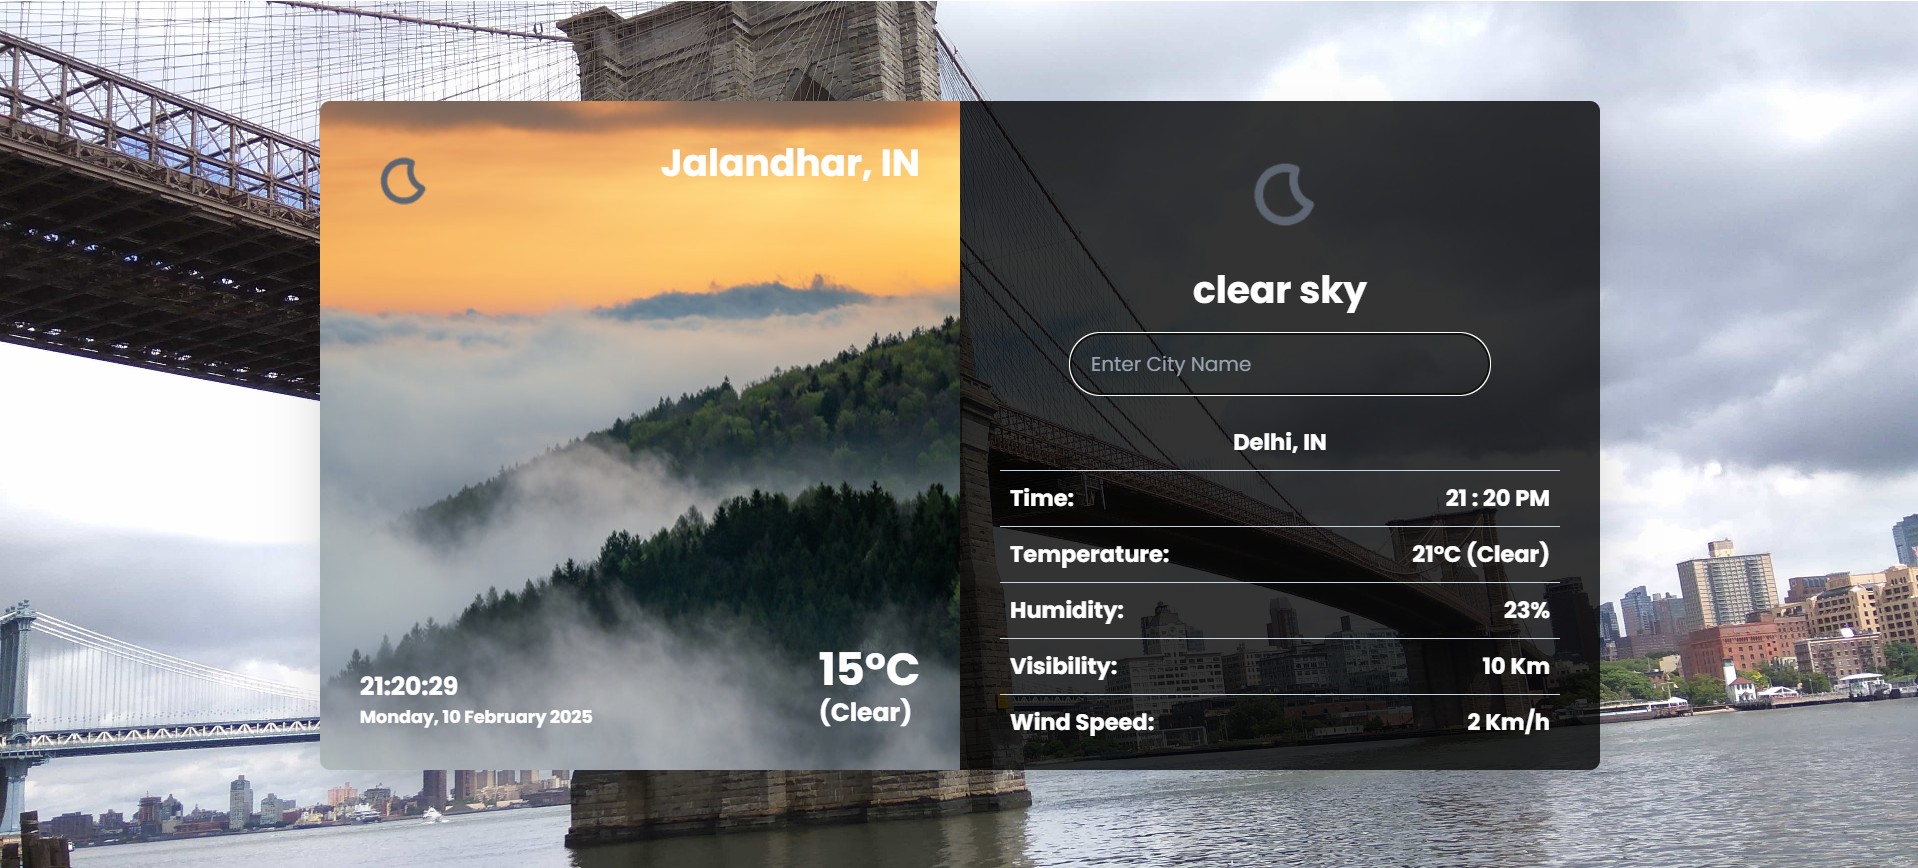 Jalandhar, IN
21:20:29
Monday, 10 February 2025
15°C
(Clear)
clear sky
Enter City Name
Delhi, IN
Time: 21 : 20 PM
Temperature: 21°C (Clear)
Humidity: 23%
Visibility: 10 Km
Wind Speed: 2 Km/h